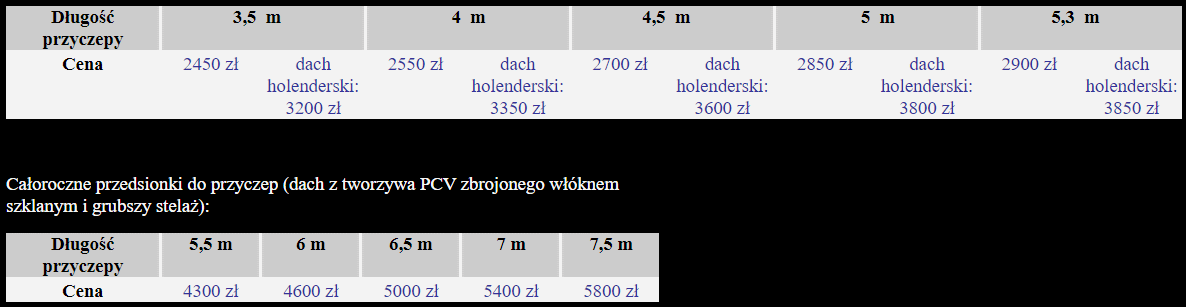 Długość przyczepy 3,5 m 4 m 4,5 m 5 m 5,3 m
Cena 2450 zł dach holenderski: 3200 zł 2550 zł dach holenderski: 3350 zł 2700 zł dach holenderski: 3600 zł 2850 zł dach holenderski: 3800 zł 2900 zł dach holenderski: 3850 zł
Całoroczne przedsionki do przyczep (dach z tworzywa PCV zbrojonego włóknem
szklanym i grubszy stelaż):
Długość przyczepy 5,5 m 6 m 6,5 m 7 m 7,5 m
Cena 4300 zł 4600 zł 5000 zł 5400 zł 5800 zł